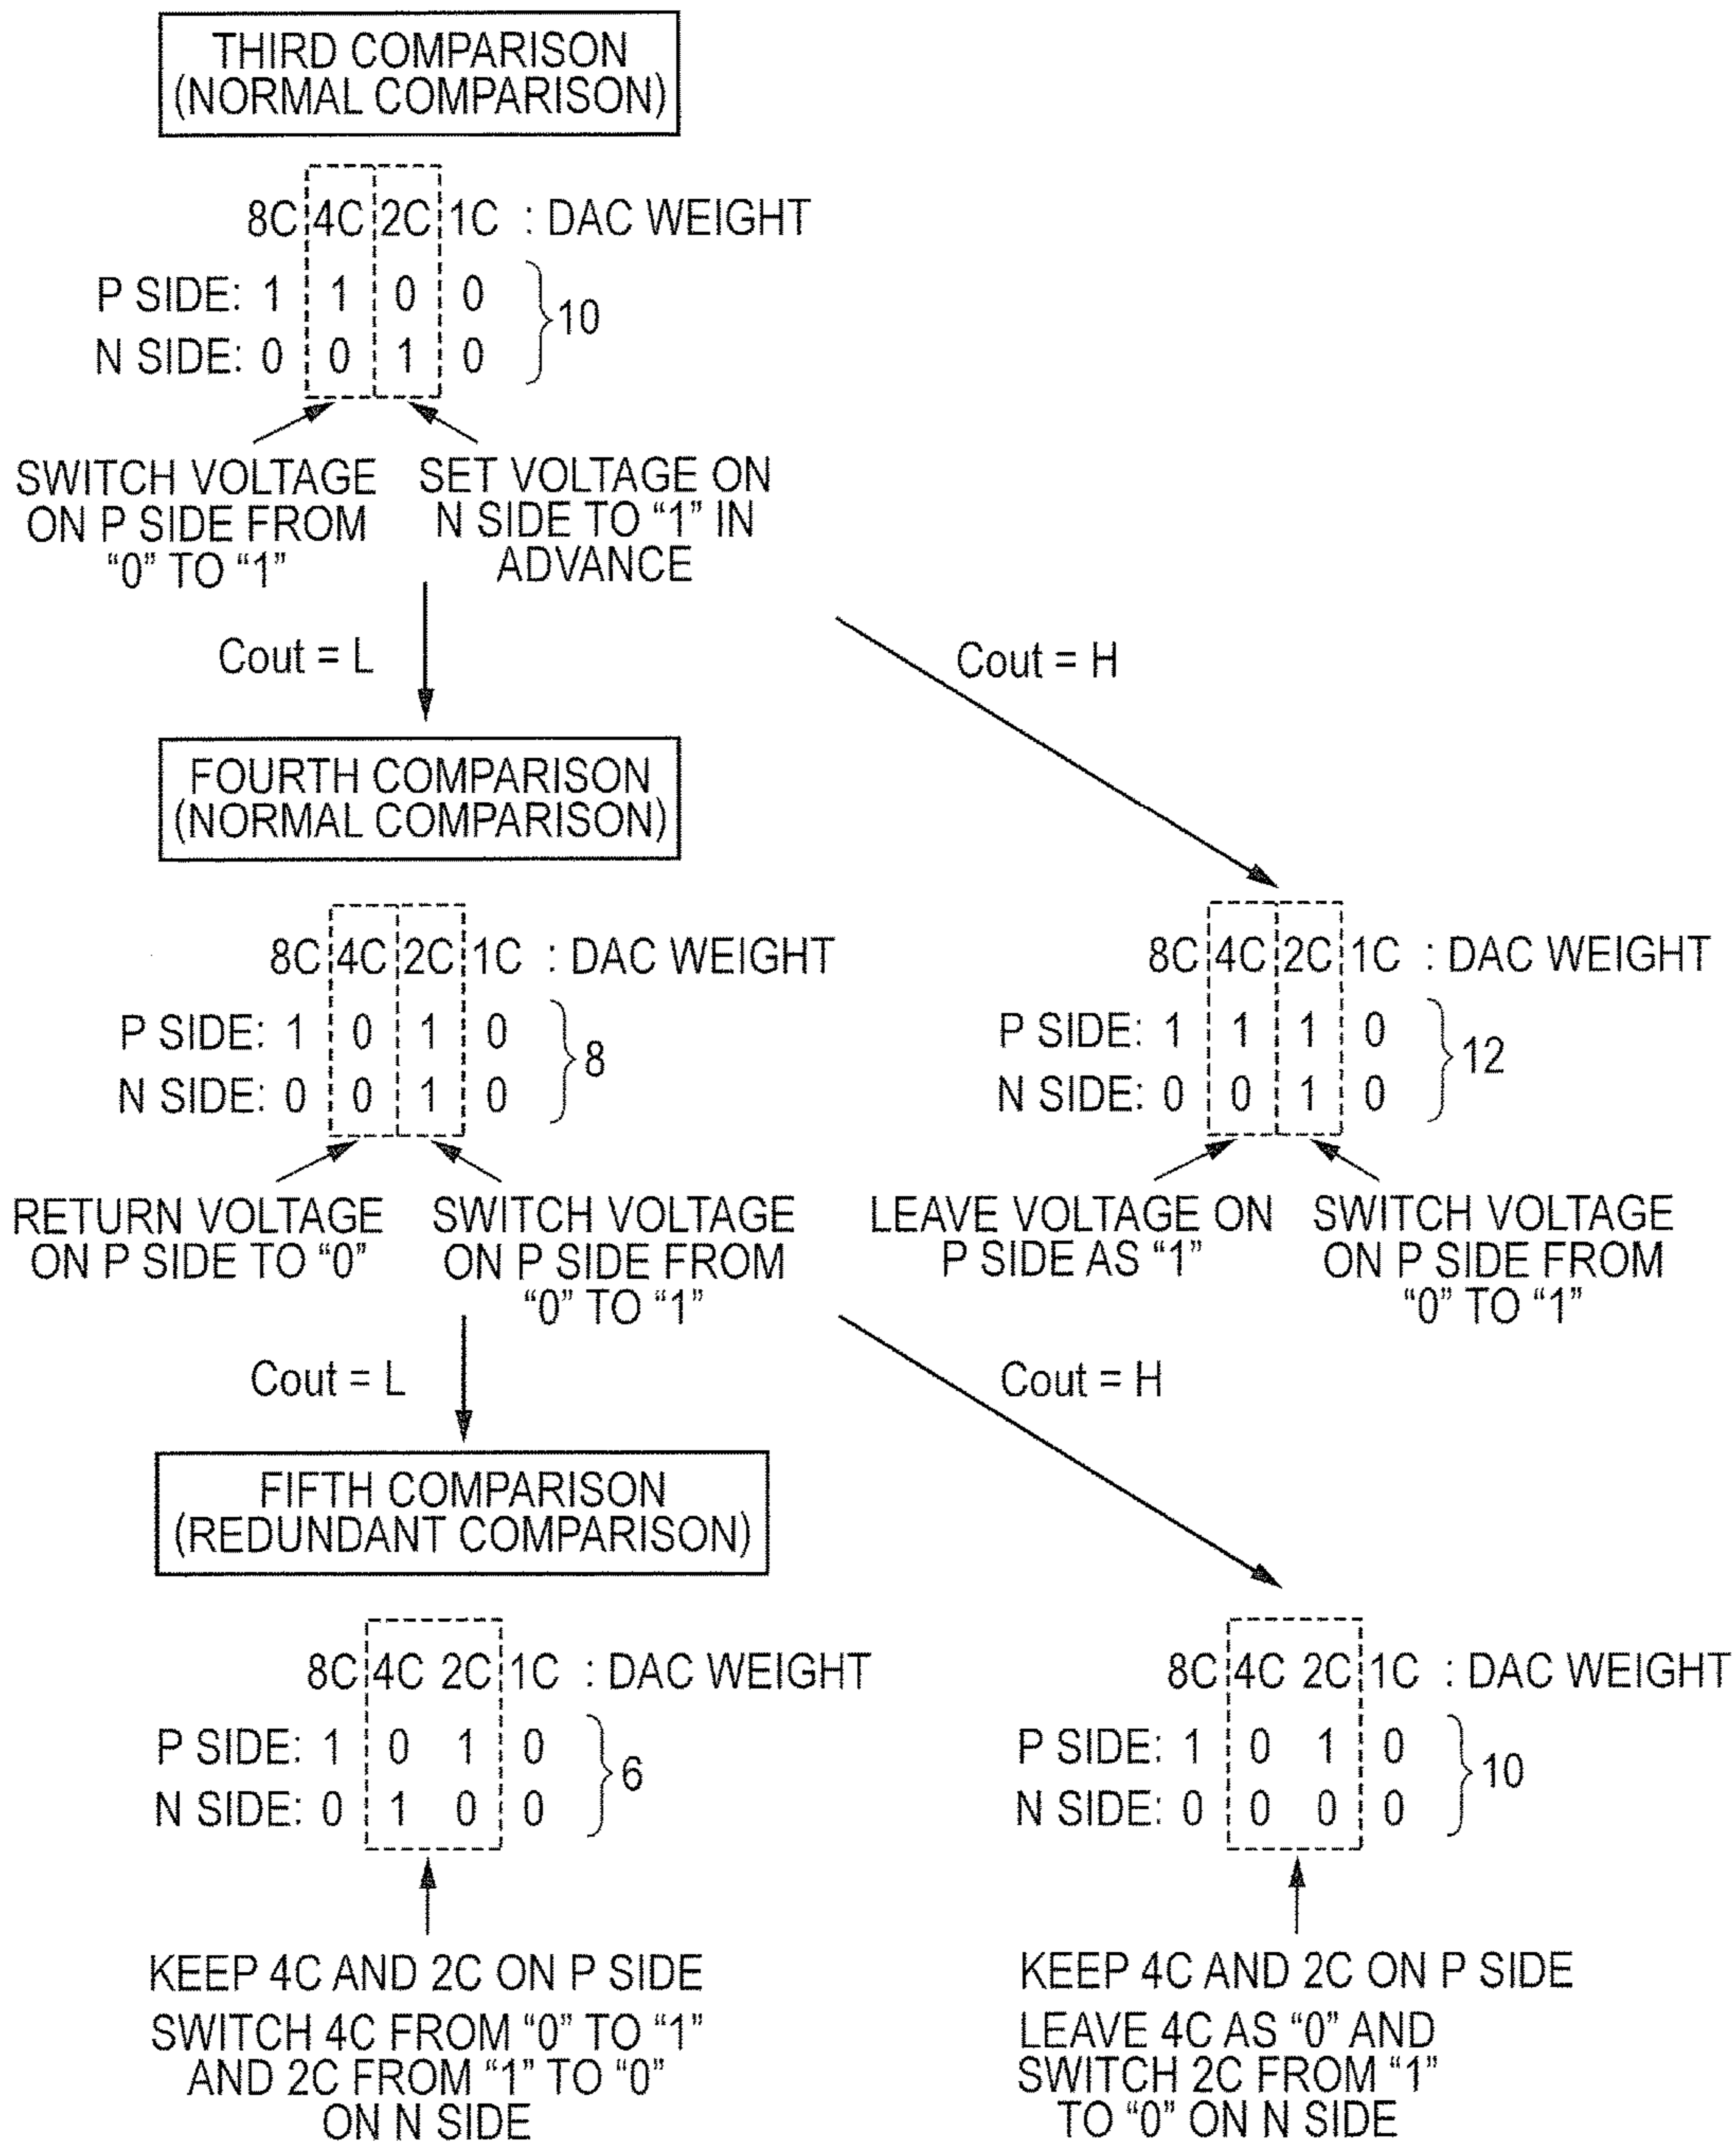 THIRD COMPARISON
(NORMAL COMPARISON)
8C 4C 2C 1C : DAC WEIGHT
P SIDE: 1 1 0 0
10
N SIDE: 0 0 1 0
SWITCH VOLTAGE
ON P SIDE FROM
“0” TO “1”
SET VOLTAGE ON
N SIDE TO “1” IN
ADVANCE
Cout = L
Cout = H
FOURTH COMPARISON
(NORMAL COMPARISON)
8C 4C 2C 1C : DAC WEIGHT
P SIDE: 1 0 1 0
8
N SIDE: 0 0 1 0
RETURN VOLTAGE
ON P SIDE TO “0”
SWITCH VOLTAGE
ON P SIDE FROM
“0” TO “1”
8C 4C 2C 1C : DAC WEIGHT
P SIDE: 1 1 1 0
12
N SIDE: 0 0 1 0
LEAVE VOLTAGE ON
P SIDE AS “1”
SWITCH VOLTAGE
ON P SIDE FROM
“0” TO “1”
Cout = L
Cout = H
FIFTH COMPARISON
(REDUNDANT COMPARISON)
8C 4C 2C 1C : DAC WEIGHT
P SIDE: 1 0 1 0
6
N SIDE: 0 1 0 0
KEEP 4C AND 2C ON P SIDE
SWITCH 4C FROM “0” TO “1”
AND 2C FROM “1” TO “0”
ON N SIDE
8C 4C 2C 1C : DAC WEIGHT
P SIDE: 1 0 1 0
10
N SIDE: 0 0 0 0
KEEP 4C AND 2C ON P SIDE
LEAVE 4C AS “0” AND
SWITCH 2C FROM “1”
TO “0” ON N SIDE